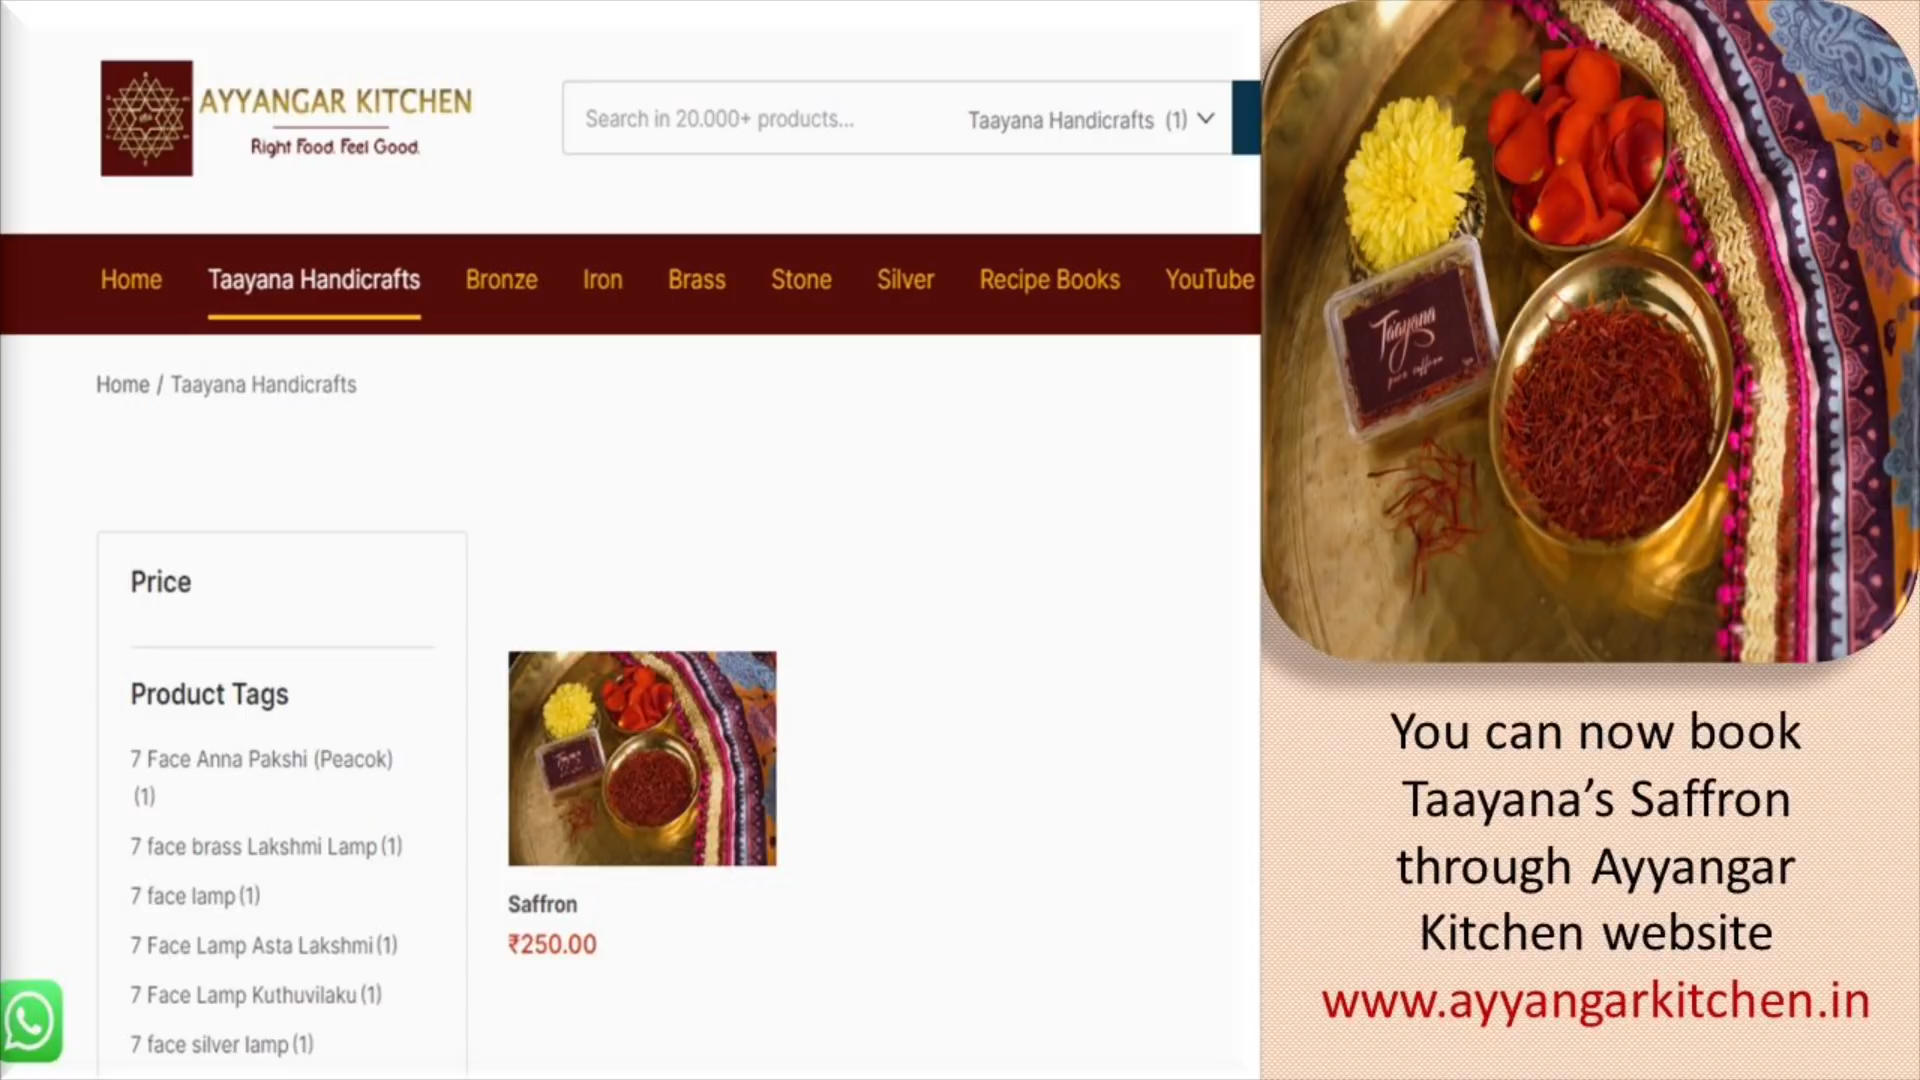 AYYANGAR KITCHEN
Right Food. Feel Good.
Search in 20.000+ products...
Taayana Handicrafts (1)
Home
Taayana Handicrafts
Bronze
Iron
Brass
Stone
Silver
Recipe Books
YouTube
Home / Taayana Handicrafts
Price
Product Tags
7 Face Anna Pakshi (Peacok)
(1)
7 face brass Lakshmi Lamp (1)
7 face lamp (1)
7 Face Lamp Asta Lakshmi (1)
7 Face Lamp Kuthuvilaku (1)
7 face silver lamp (1)
Saffron
₹250.00
Taayana
pure saffron
You can now book
Taayana’s Saffron
through Ayyangar
Kitchen website
www.ayyangarkitchen.in